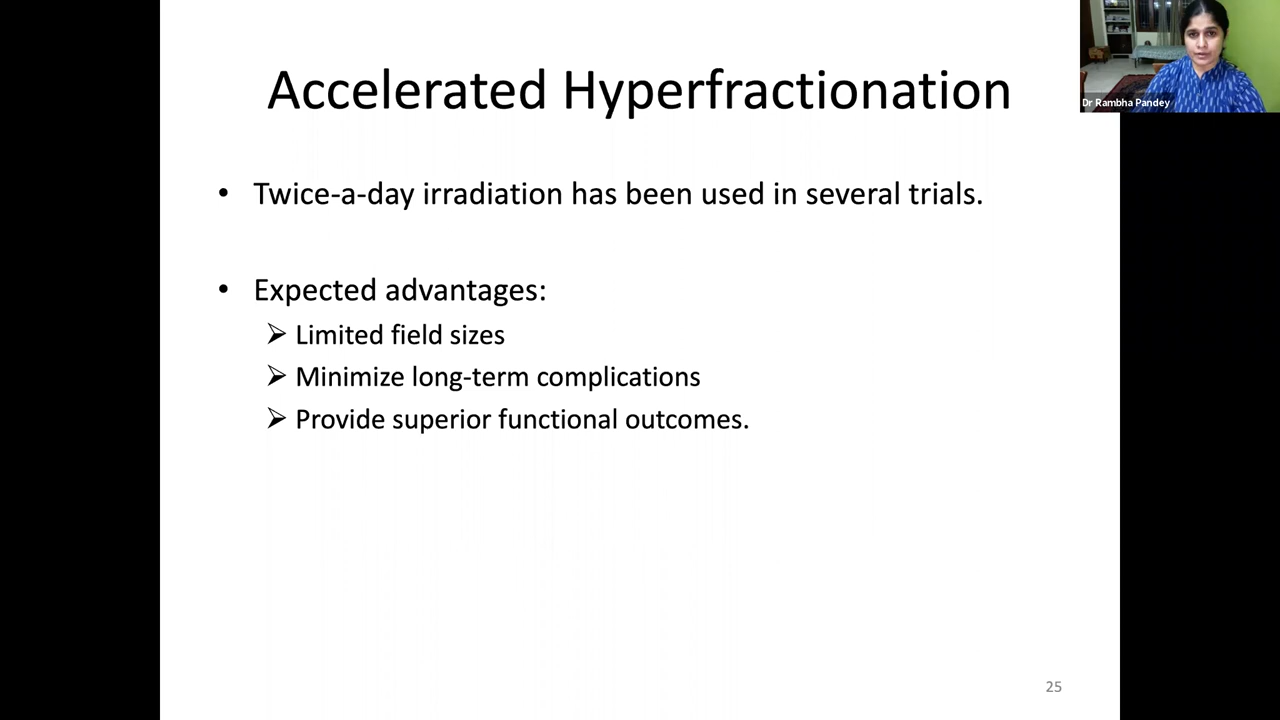 Accelerated Hyperfractionation
Dr Rambha Pandey
• Twice-a-day irradiation has been used in several trials.
• Expected advantages:
➢ Limited field sizes
➢ Minimize long-term complications
➢ Provide superior functional outcomes.
25